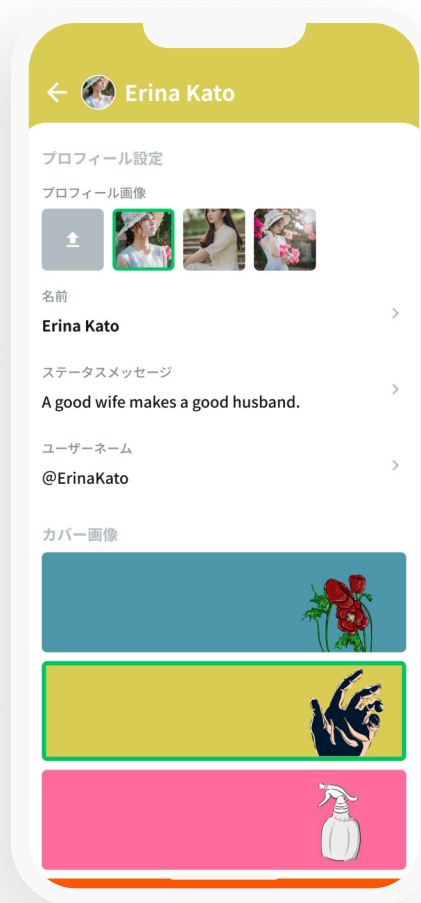 Erina Kato
プロフィール設定
プロフィール画像
名前
Erina Kato
ステータスメッセージ
A good wife makes a good husband.
ユーザーネーム
@ErinaKato
カバー画像